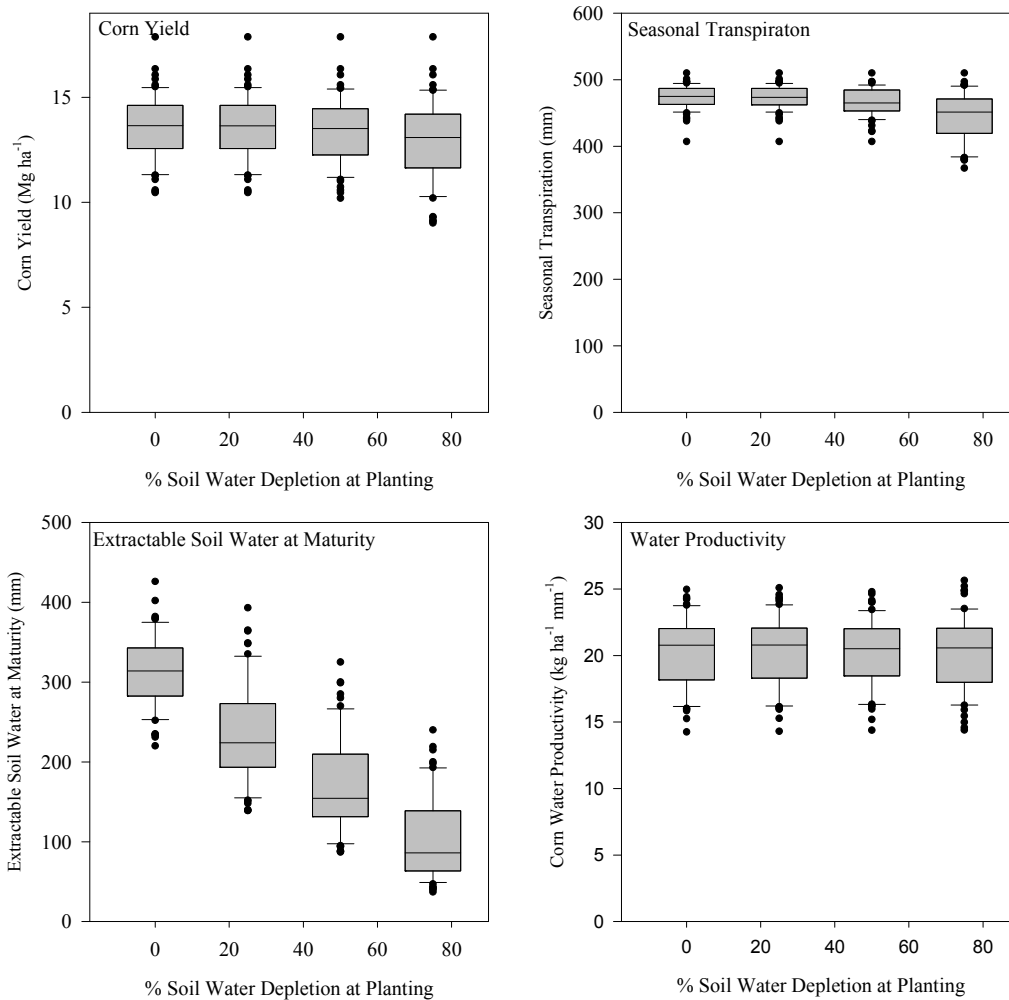 Corn Yield
Corn Yield (Mg ha-1)
15
10
5
0
0 20 40 60 80
% Soil Water Depletion at Planting
Seasonal Transpiraton
Seasonal Transpiration (mm)
600
500
400
300
200
100
0
0 20 40 60 80
% Soil Water Depletion at Planting
Extractable Soil Water at Maturity
Extractable Soil Water at Maturity (mm)
500
400
300
200
100
0
0 20 40 60 80
% Soil Water Depletion at Planting
Water Productivity
Corn Water Productivity (kg ha-1 mm-1)
30
25
20
15
10
5
0
0 20 40 60 80
% Soil Water Depletion at Planting